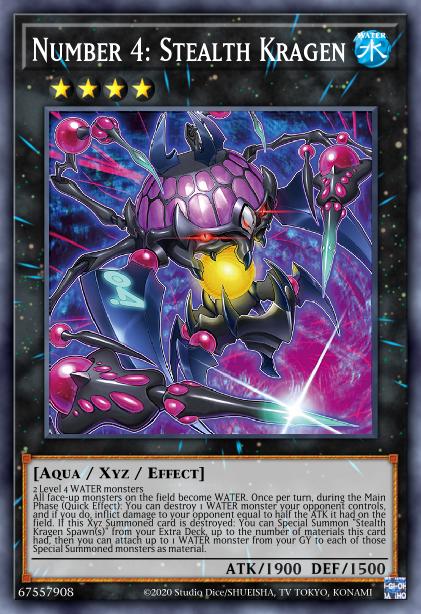 NUMBER 4: STEALTH KRAGEN
WATER
水
04
[AQUA / XYZ / EFFECT]
2 Level 4 WATER monsters
All face-up monsters on the field become WATER. Once per turn, during the Main
Phase (Quick Effect): You can destroy 1 WATER monster your opponent controls,
and if you do, inflict damage to your opponent equal to half the ATK it had on the
field. If this Xyz Summoned card is destroyed: You can Special Summon "Stealth
Kragen Spawn(s)" from your Extra Deck, up to the number of materials this card
had, then you can attach up to 1 WATER monster from your GY to each of those
Special Summoned monsters as material.
ATK/1900 DEF/1500
67557908
©2020 Studio Dice/SHUEISHA, TV TOKYO, KONAMI